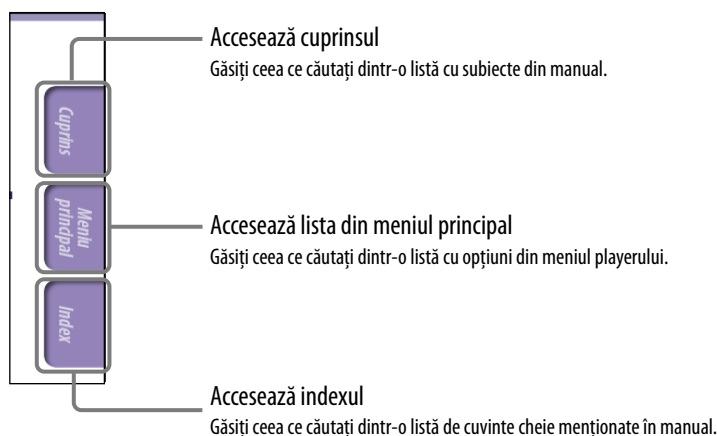 Accesează cuprinsul
Găsiți ceea ce căutați dintr-o listă cu subiecte din manual.
Cuprins
Meniu
principal
Accesează lista din meniul principal
Găsiți ceea ce căutați dintr-o listă cu opțiuni din meniul playerului.
Index
Accesează indexul
Găsiți ceea ce căutați dintr-o listă de cuvinte cheie menționate în manual.